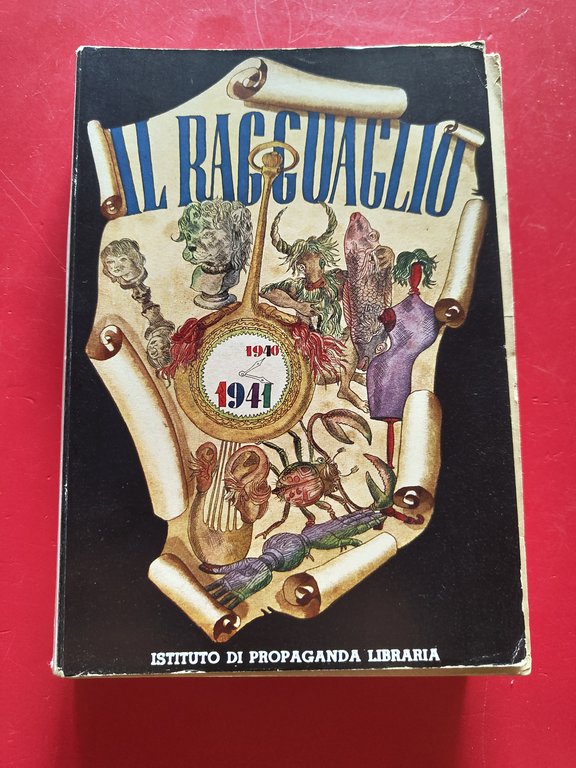 IL RAGGUAGLIO
1940
1941
ISTITUTO DI PROPAGANDA LIBRARIA